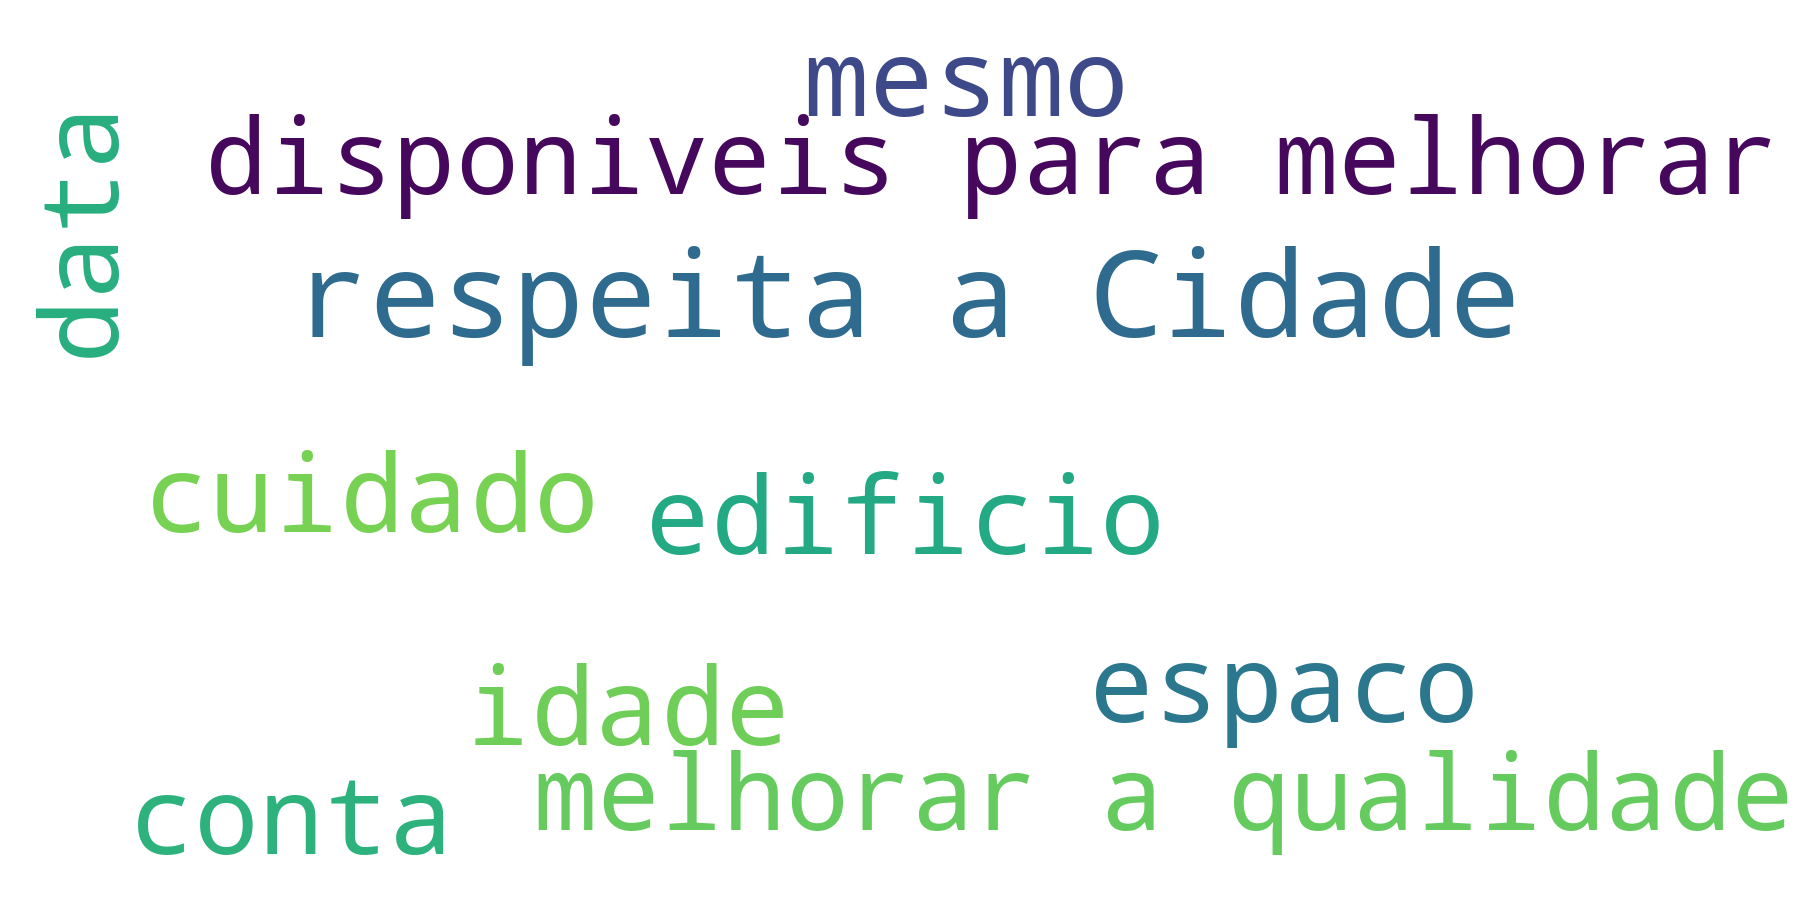 mesmo
data
disponiveis para melhorar
respeita a Cidade
cuidado
edificio
idade
espaco
conta
melhorar a qualidade